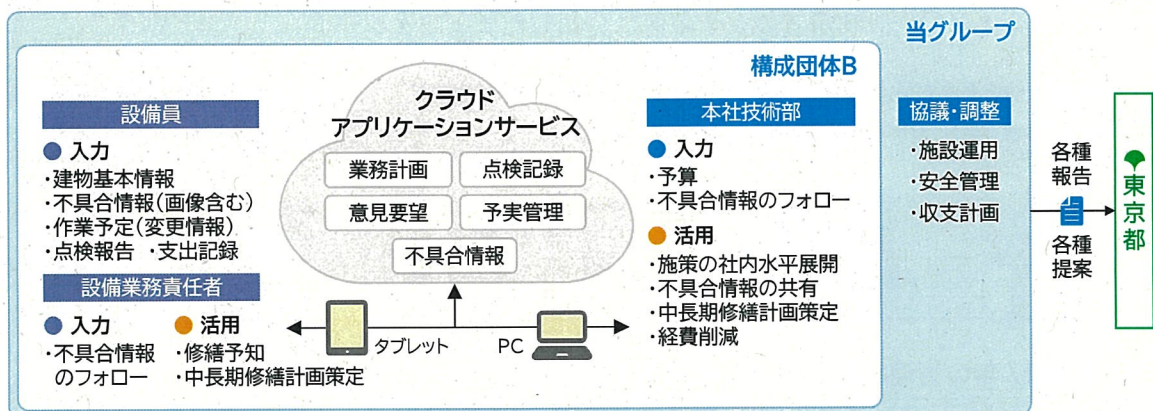 当グループ
構成団体B
設備員
● 入力
・建物基本情報
・不具合情報(画像含む)
・作業予定(変更情報)
・点検報告 ・支出記録
設備業務責任者
● 入力
・不具合情報
のフォロー
● 活用
・修繕予知
・中長期修繕計画策定
クラウド
アプリケーションサービス
業務計画
点検記録
意見要望
予実管理
不具合情報
タブレット
PC
本社技術部
● 入力
・予算
・不具合情報のフォロー
● 活用
・施策の社内水平展開
・不具合情報の共有
・中長期修繕計画策定
・経費削減
協議・調整
・施設運用
・安全管理
・収支計画
各種
報告
各種
提案
東京都